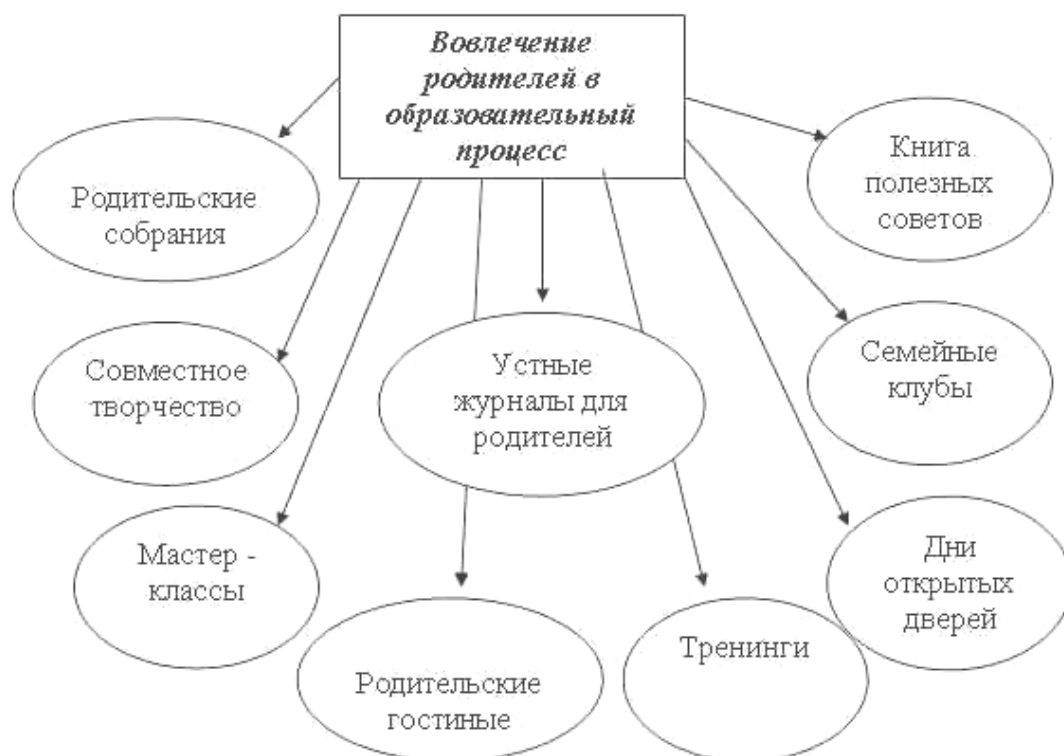 Вовлечение
родителей в
образовательный
процесс
Родительские
собрания
Книга
полезных
советов
Совместное
творчество
Устные
журналы для
родителей
Семейные
клубы
Мастер -
классы
Дни
открытых
дверей
Родительские
гостиные
Тренинги